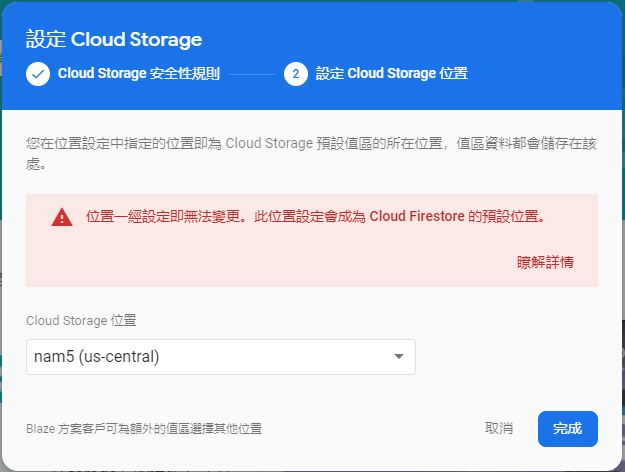 設定 Cloud Storage
Cloud Storage 安全性規則
2 設定 Cloud Storage 位置
您在位置設定中指定的位置即為 Cloud Storage 預設值區的所在位置，值區資料都會儲存在該
處。
位置一經設定即無法變更。此位置設定會成為 Cloud Firestore 的預設位置。
瞭解詳情
Cloud Storage 位置
nam5 (us-central)
Blaze 方案客戶可為額外的值區選擇其他位置
取消
完成